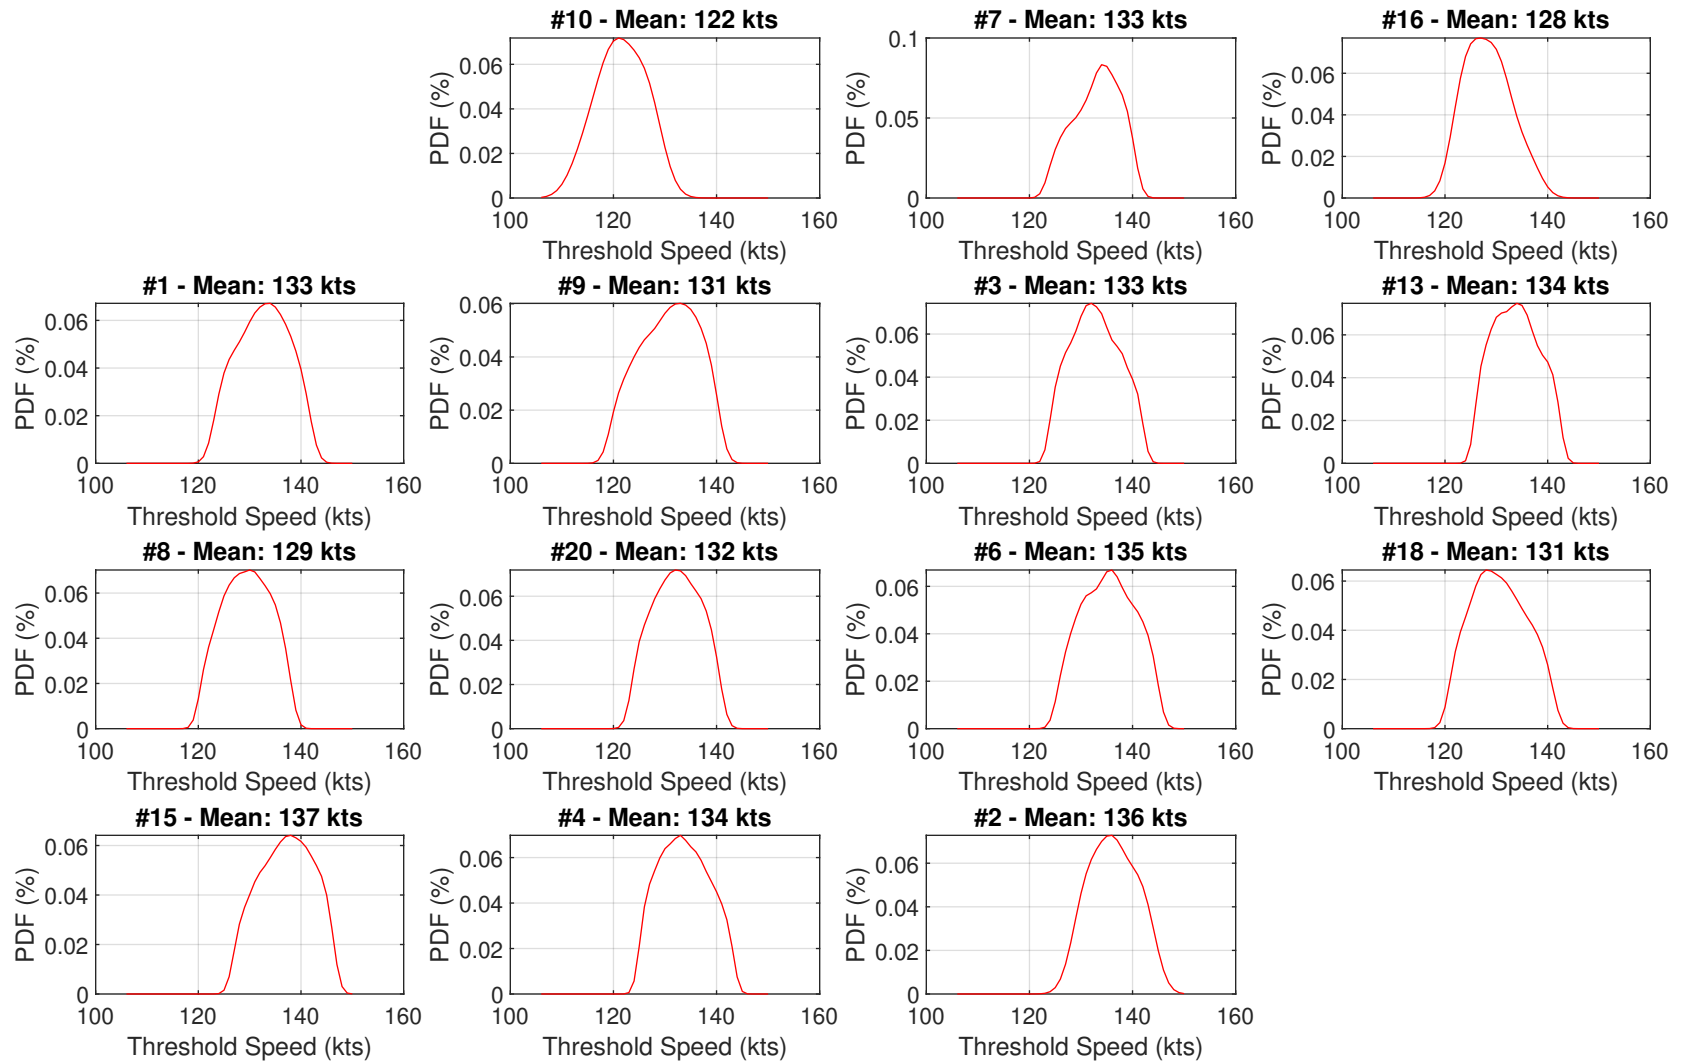 #10 - Mean: 122 kts
PDF (%)
0.06
0.04
0.02
0
100 120 140 160
Threshold Speed (kts)
#7 - Mean: 133 kts
PDF (%)
0.1
0.05
0
100 120 140 160
Threshold Speed (kts)
#16 - Mean: 128 kts
PDF (%)
0.06
0.04
0.02
0
100 120 140 160
Threshold Speed (kts)
#1 - Mean: 133 kts
PDF (%)
0.06
0.04
0.02
0
100 120 140 160
Threshold Speed (kts)
#9 - Mean: 131 kts
PDF (%)
0.06
0.04
0.02
0
100 120 140 160
Threshold Speed (kts)
#3 - Mean: 133 kts
PDF (%)
0.06
0.04
0.02
0
100 120 140 160
Threshold Speed (kts)
#13 - Mean: 134 kts
PDF (%)
0.06
0.04
0.02
0
100 120 140 160
Threshold Speed (kts)
#8 - Mean: 129 kts
PDF (%)
0.06
0.04
0.02
0
100 120 140 160
Threshold Speed (kts)
#20 - Mean: 132 kts
PDF (%)
0.06
0.04
0.02
0
100 120 140 160
Threshold Speed (kts)
#6 - Mean: 135 kts
PDF (%)
0.06
0.04
0.02
0
100 120 140 160
Threshold Speed (kts)
#18 - Mean: 131 kts
PDF (%)
0.06
0.04
0.02
0
100 120 140 160
Threshold Speed (kts)
#15 - Mean: 137 kts
PDF (%)
0.06
0.04
0.02
0
100 120 140 160
Threshold Speed (kts)
#4 - Mean: 134 kts
PDF (%)
0.06
0.04
0.02
0
100 120 140 160
Threshold Speed (kts)
#2 - Mean: 136 kts
PDF (%)
0.06
0.04
0.02
0
100 120 140 160
Threshold Speed (kts)